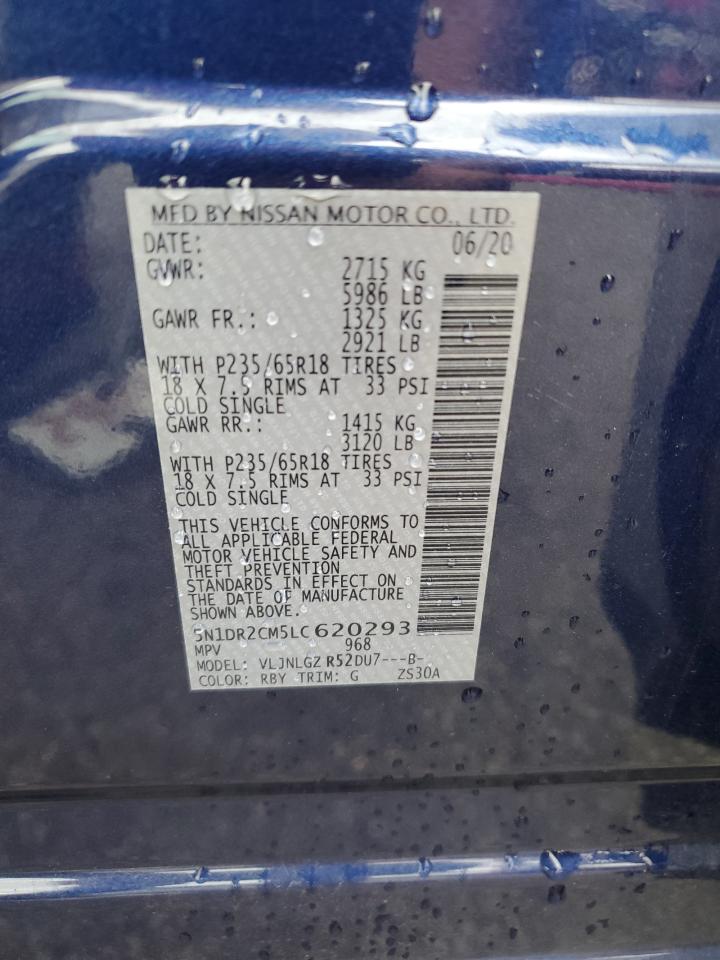 MFD BY NISSAN MOTOR CO., LTD.
DATE: 06/20
GVWR: 2715 KG
5986 LB
GAWR FR.: 1325 KG
2921 LB
WITH P235/65R18 TIRES
18 X 7.5 RIMS AT 33 PSI
COLD SINGLE
GAWR RR.: 1415 KG
3120 LB
WITH P235/65R18 TIRES
18 X 7.5 RIMS AT 33 PSI
COLD SINGLE
THIS VEHICLE CONFORMS TO
ALL APPLICABLE FEDERAL
MOTOR VEHICLE SAFETY AND
THEFT PREVENTION
STANDARDS IN EFFECT ON
THE DATE OF MANUFACTURE
SHOWN ABOVE.
5N1DR2CM5LC620293
MPV 968
MODEL: VLJNLGZ R52DU7---B-
COLOR: RBY TRIM: G ZS30A